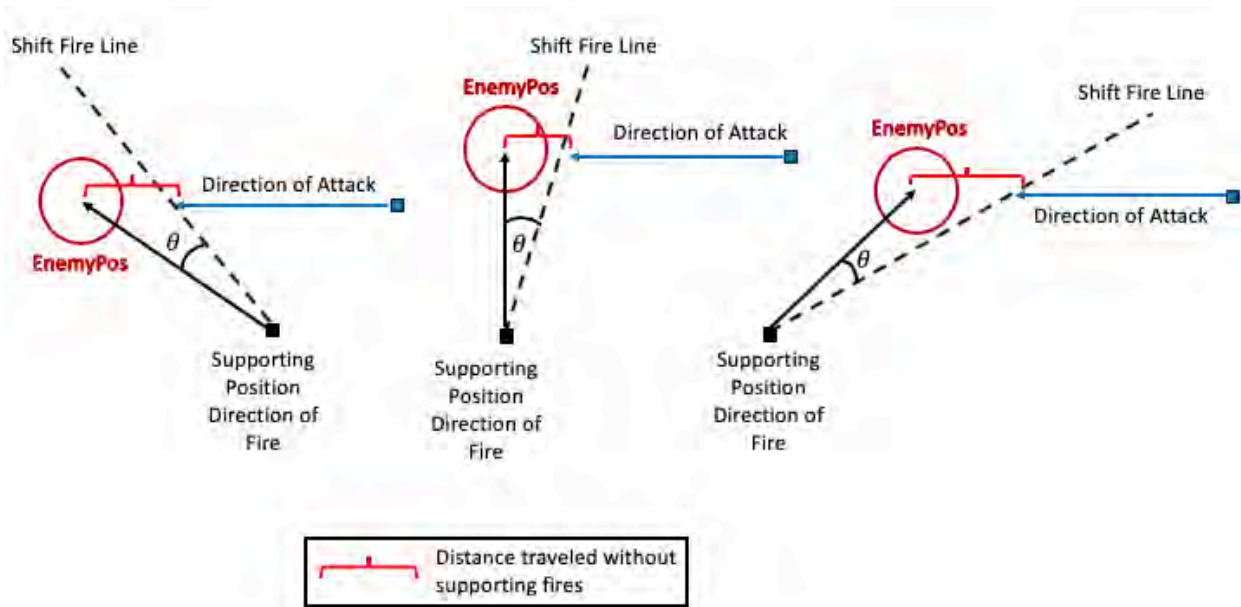 Shift Fire Line
EnemyPos
Direction of Attack
θ
Supporting
Position
Direction of
Fire
Shift Fire Line
EnemyPos
Direction of Attack
θ
Supporting
Position
Direction of
Fire
Shift Fire Line
EnemyPos
Direction of Attack
θ
Supporting
Position
Direction of
Fire
Distance traveled without
supporting fires